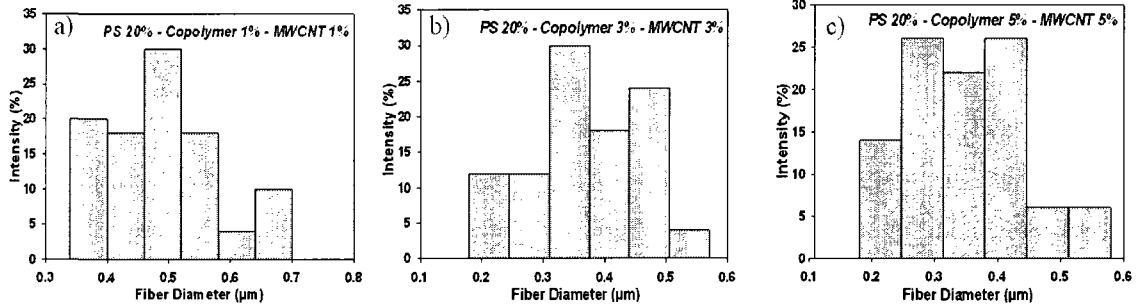 a)
PS 20% - Copolymer 1% - MWCNT 1%
Intensity (%)
35
30
25
20
15
10
5
0
0.3 0.4 0.5 0.6 0.7 0.8
Fiber Diameter (µm)
b)
PS 20% - Copolymer 3% - MWCNT 3%
Intensity (%)
35
30
25
20
15
10
5
0
0.1 0.2 0.3 0.4 0.5 0.6
Fiber Diameter (µm)
c)
PS 20% - Copolymer 5% - MWCNT 5%
Intensity (%)
30
25
20
15
10
5
0
0.1 0.2 0.3 0.4 0.5 0.6
Fiber Diameter (µm)